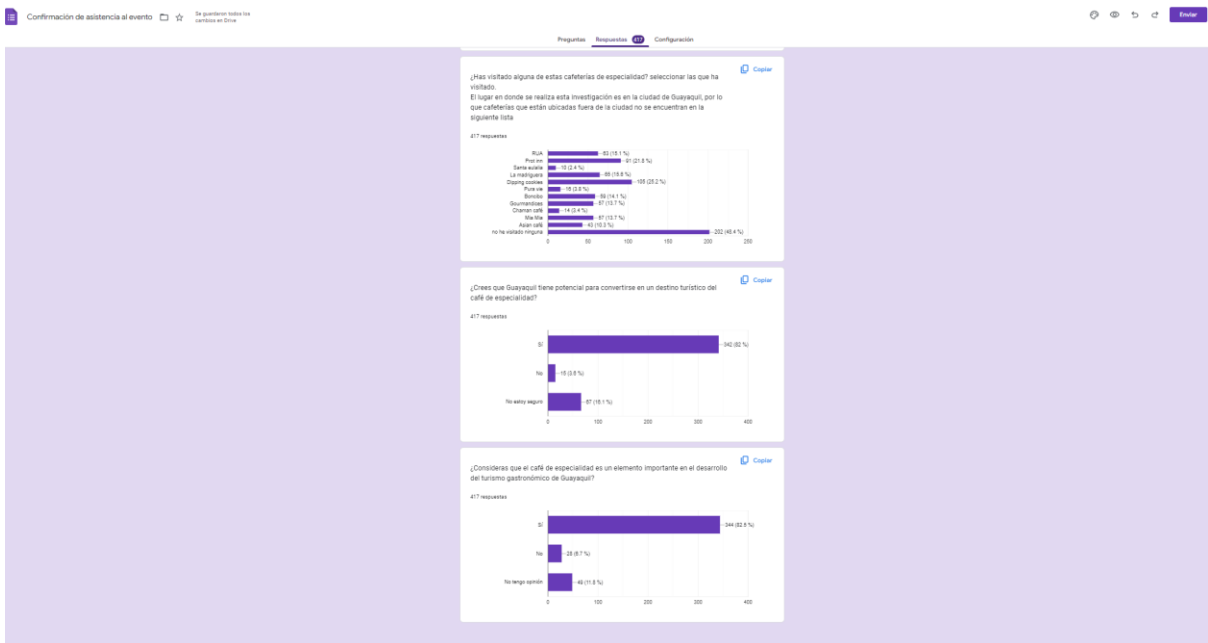 Confirmación de asistencia al evento
Se guardaron todos los
cambios en Drive
Enviar
Preguntas Respuestas 417 Configuración
Copiar
¿Has visitado alguna de estas cafeterías de especialidad? seleccionar las que ha
visitado.
El lugar en donde se realiza esta investigación es en la ciudad de Guayaquil, por lo
que cafeterías que están ubicadas fuera de la ciudad no se encuentran en la
siguiente lista
417 respuestas
RUA 63 (15.1 %)
Prot inn 91 (21.8 %)
Santa eulalia 10 (2.4 %)
La madriguera
Dipping cookies 105 (25.2 %)
Pura vie
Bonobo
Gourmandises 57 (13.7 %)
Chaman café 14 (3.4 %)
Mia Mia 57 (13.7 %)
Asian café 43 (10.3 %)
no he visitado ninguna 202 (48.4 %)
0 50 100 150 200 250
Copiar
¿Crees que Guayaquil tiene potencial para convertirse en un destino turístico del
café de especialidad?
417 respuestas
Sí 342 (82 %)
No 15 (3.6 %)
No estoy seguro 67 (16.1 %)
0 100 200 300 400
Copiar
¿Consideras que el café de especialidad es un elemento importante en el desarrollo
del turismo gastronómico de Guayaquil?
417 respuestas
Sí 344 (82.5 %)
No 28 (6.7 %)
No tengo opinión 49 (11.8 %)
0 100 200 300 400